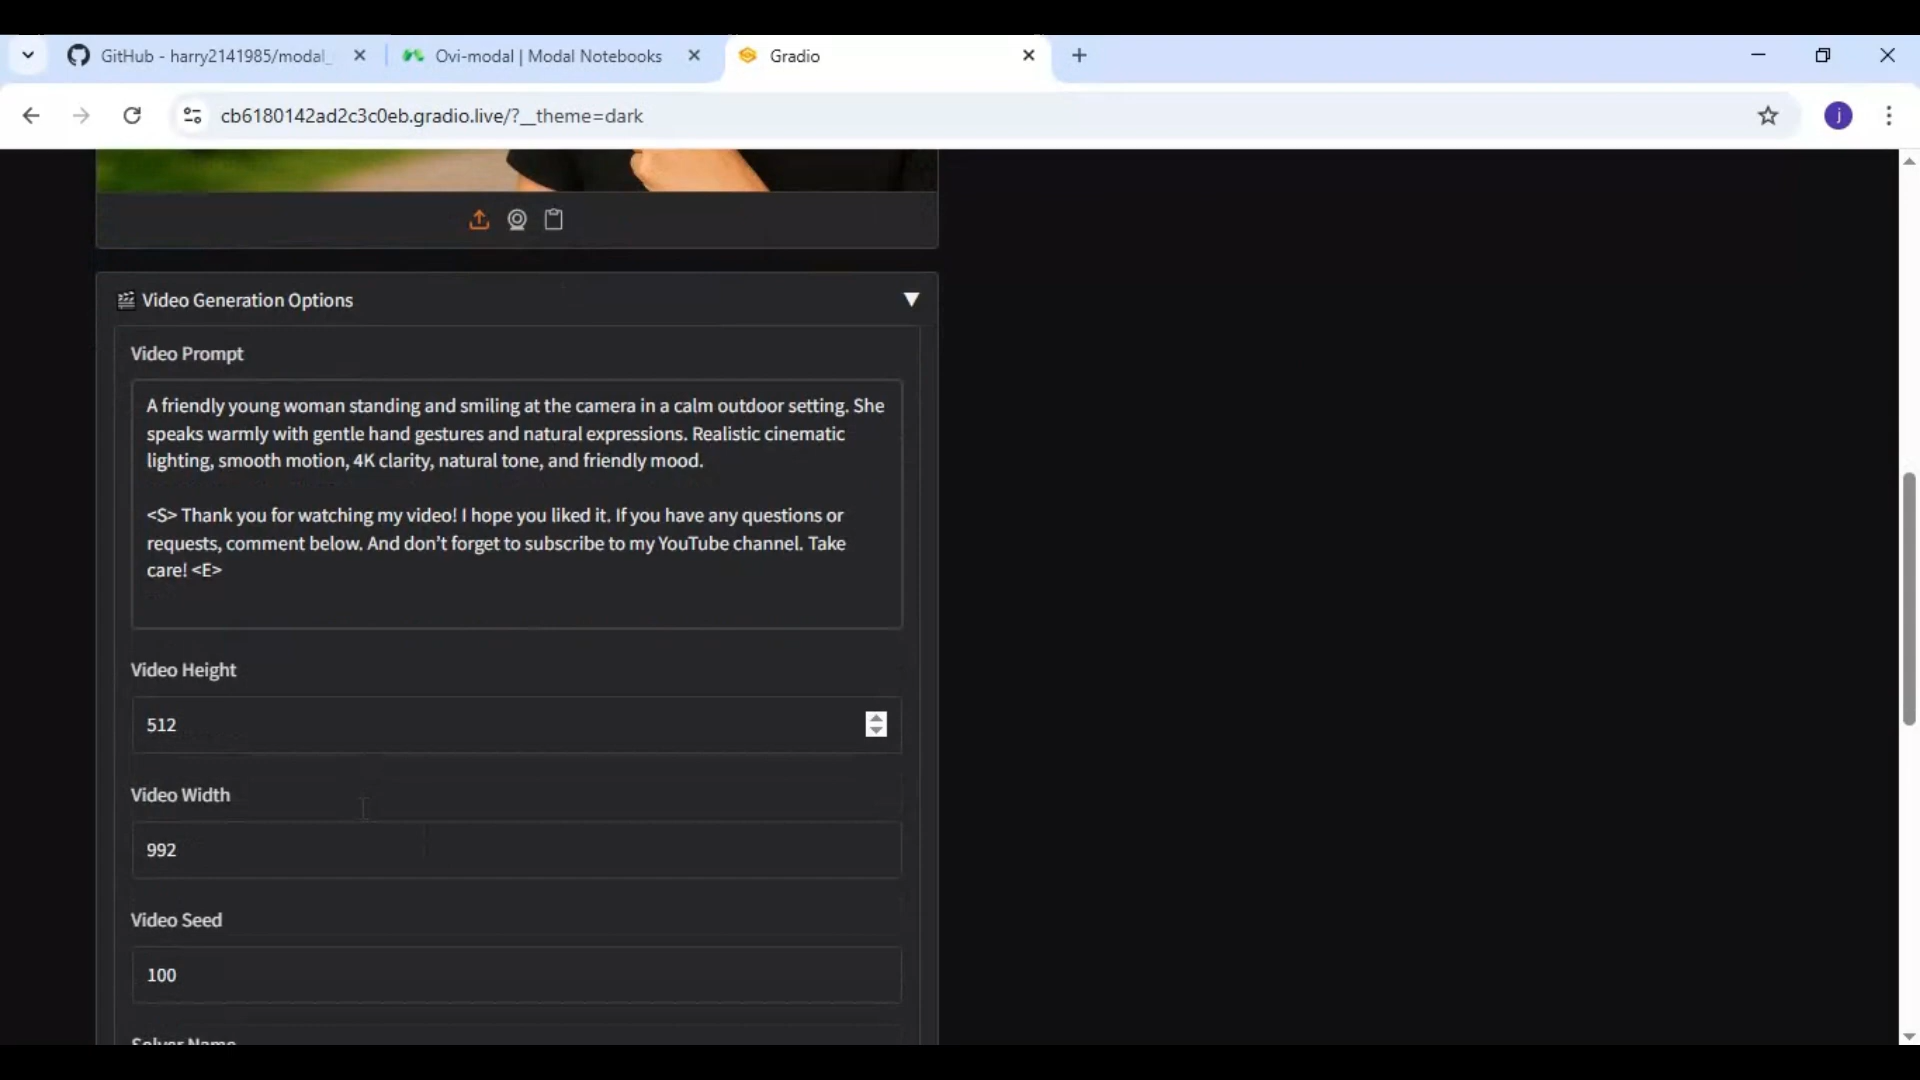 GitHub - harry2141985/modal_
Ovi-modal | Modal Notebooks
Gradio
cb6180142ad2c3c0eb.gradio.live/?__theme=dark
j
Video Generation Options
Video Prompt
A friendly young woman standing and smiling at the camera in a calm outdoor setting. She
speaks warmly with gentle hand gestures and natural expressions. Realistic cinematic
lighting, smooth motion, 4K clarity, natural tone, and friendly mood.
<S> Thank you for watching my video! I hope you liked it. If you have any questions or
requests, comment below. And don’t forget to subscribe to my YouTube channel. Take
care! <E>
Video Height
512
Video Width
992
Video Seed
100
Solver Name